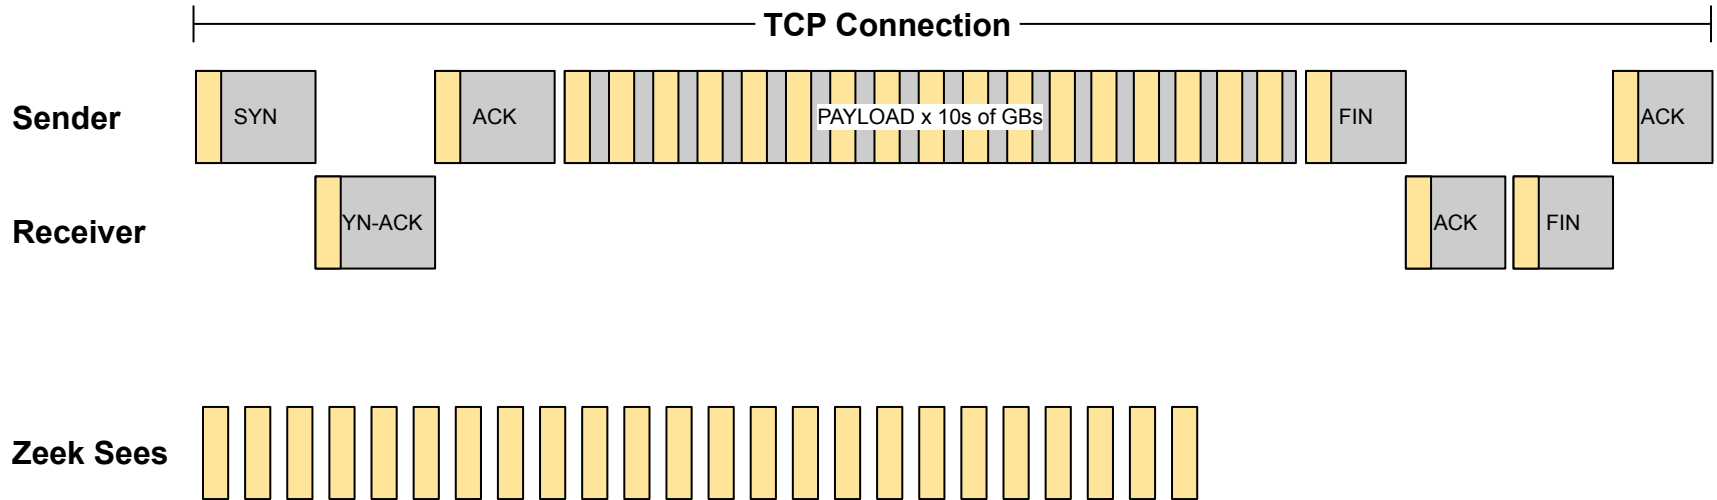 TCP Connection
Sender
SYN
ACK
PAYLOAD x 10s of GBs
FIN
ACK
Receiver
YN-ACK
ACK
FIN
Zeek Sees